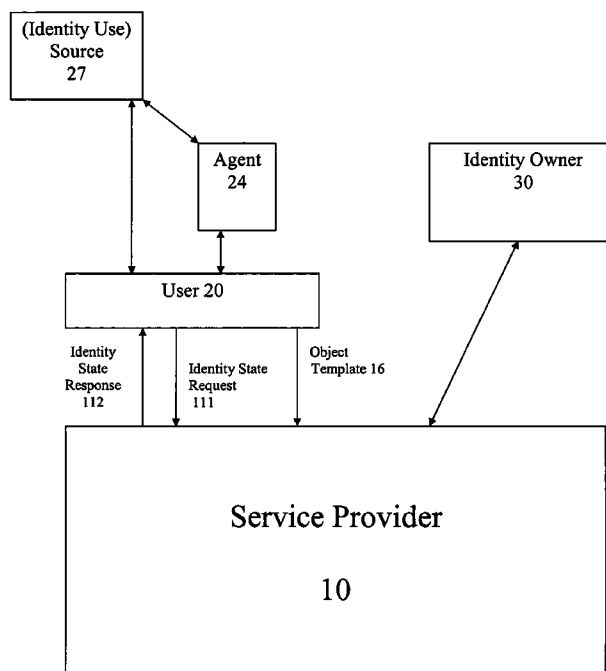 (Identity Use)
Source
27
Agent
24
Identity Owner
30
User 20
Identity
State
Response
112
Identity State
Request
111
Object
Template 16
Service Provider
10